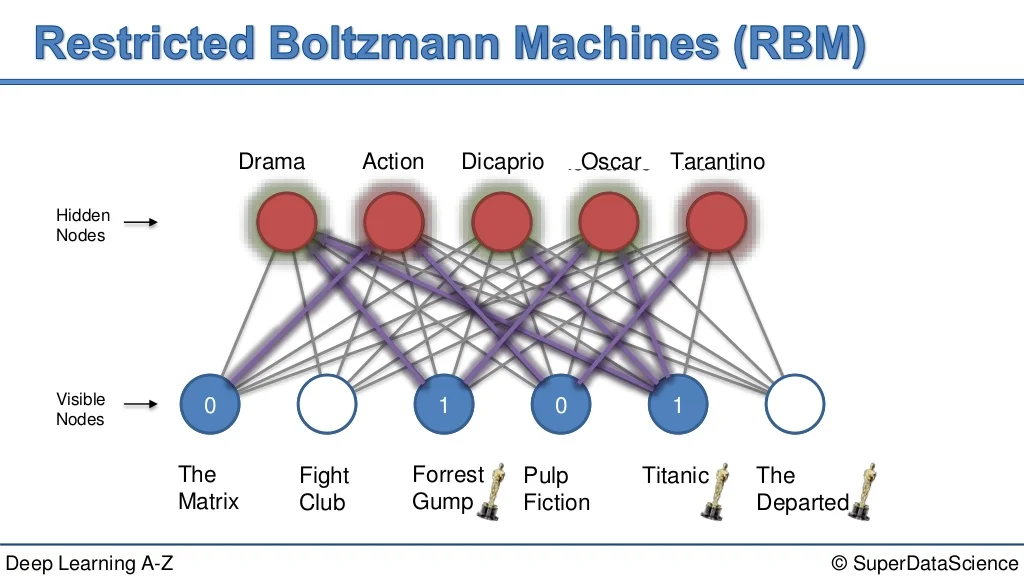 Restricted Boltzmann Machines (RBM)
Drama Action Dicaprio Oscar Tarantino
Hidden
Nodes
Visible
Nodes
0 1 0 1
The
Matrix
Fight
Club
Forrest
Gump
Pulp
Fiction
Titanic
The
Departed
Deep Learning A-Z
© SuperDataScience